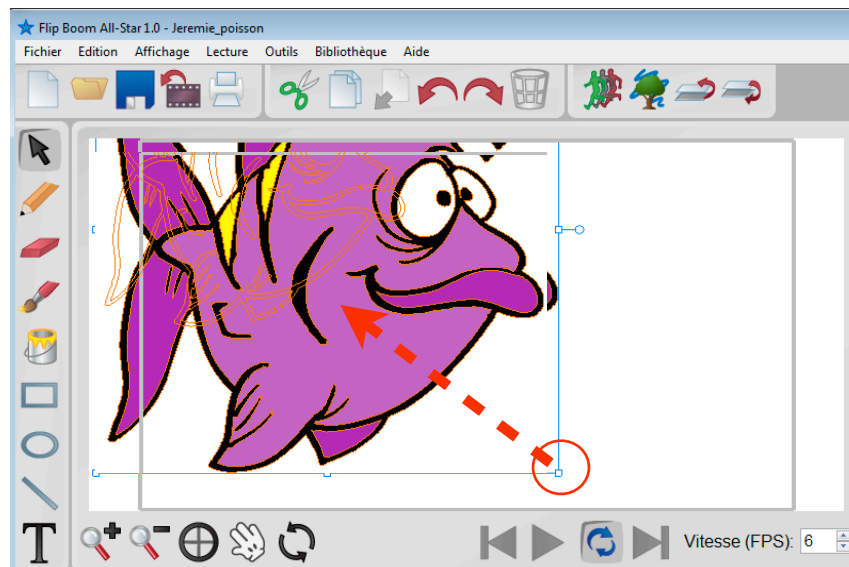 Flip Boom All-Star 1.0 - Jeremie_poisson
Fichier Edition Affichage Lecture Outils Bibliothèque Aide
T
Vitesse (FPS): 6